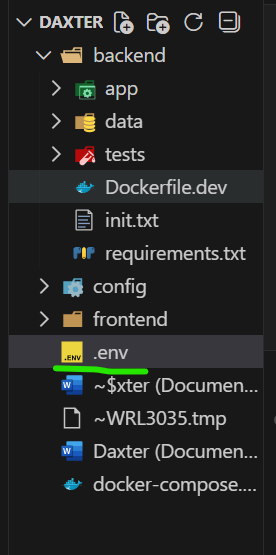 DAXTER
backend
app
data
tests
Dockerfile.dev
init.txt
requirements.txt
config
frontend
.ENV .env
~$xter (Documen...
~WRL3035.tmp
Daxter (Documen...
docker-compose....